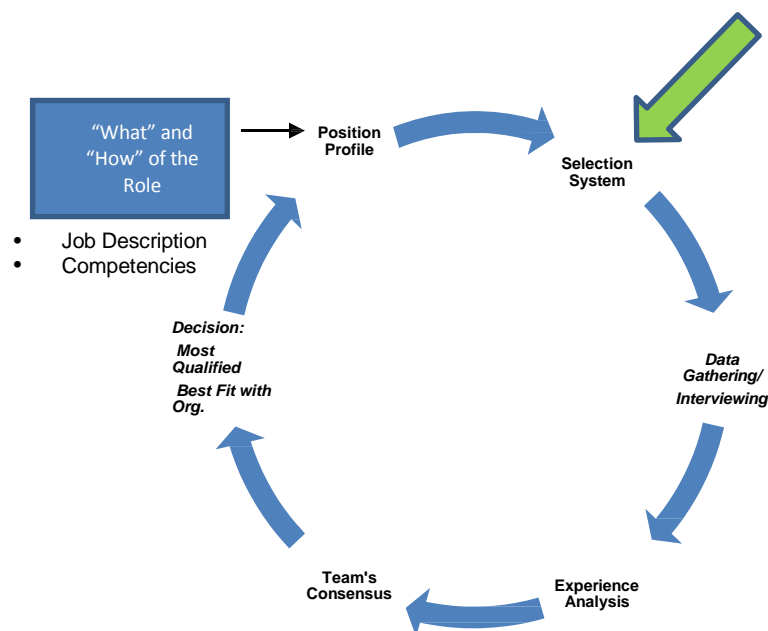 “What” and
“How” of the
Role
• Job Description
• Competencies
Position
Profile
Selection
System
Data
Gathering/
Interviewing
Experience
Analysis
Team's
Consensus
Decision:
Most
Qualified
Best Fit with
Org.